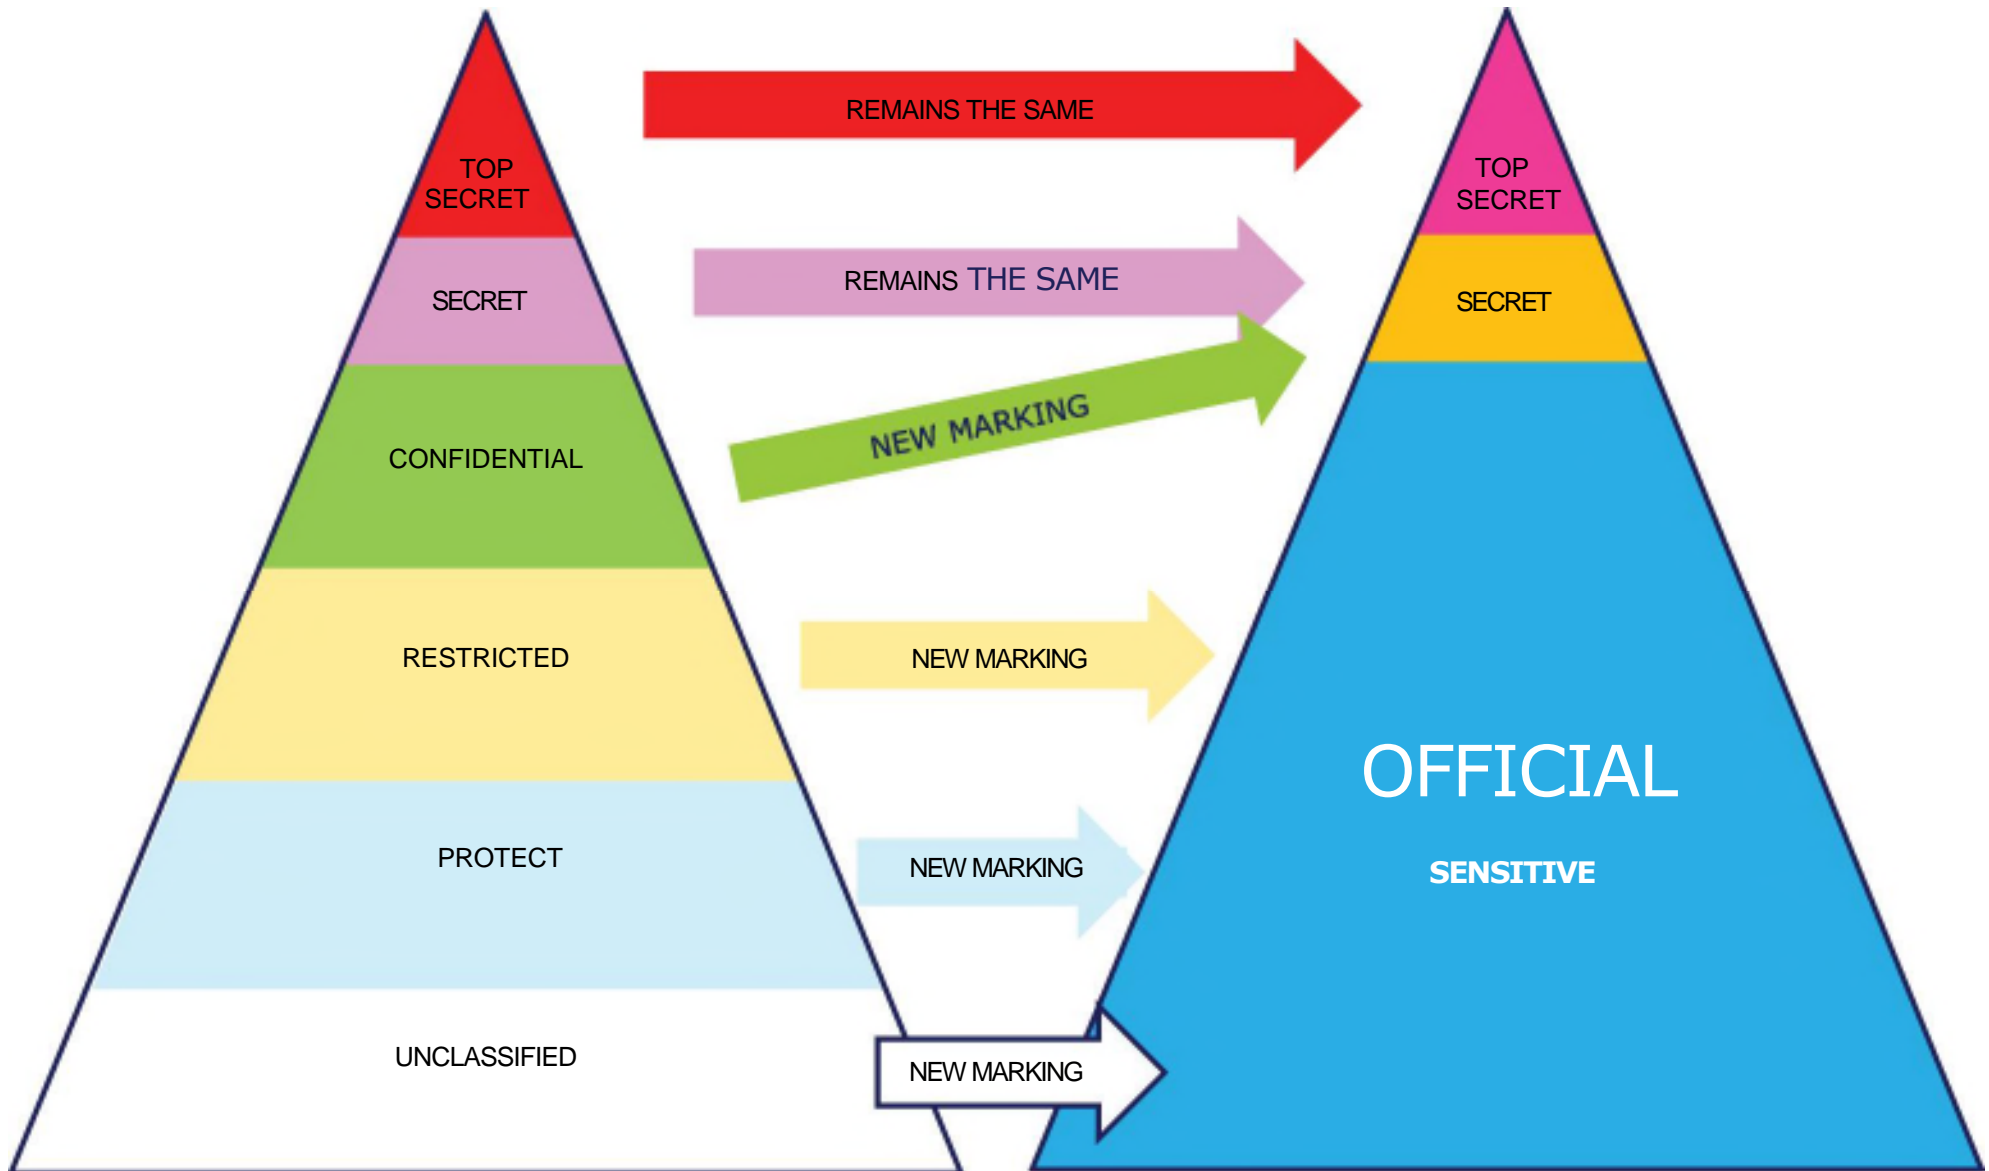 TOP
SECRET
REMAINS THE SAME
TOP
SECRET
SECRET
REMAINS THE SAME
SECRET
CONFIDENTIAL
NEW MARKING
RESTRICTED
NEW MARKING
OFFICIAL
PROTECT
NEW MARKING
SENSITIVE
UNCLASSIFIED
NEW MARKING